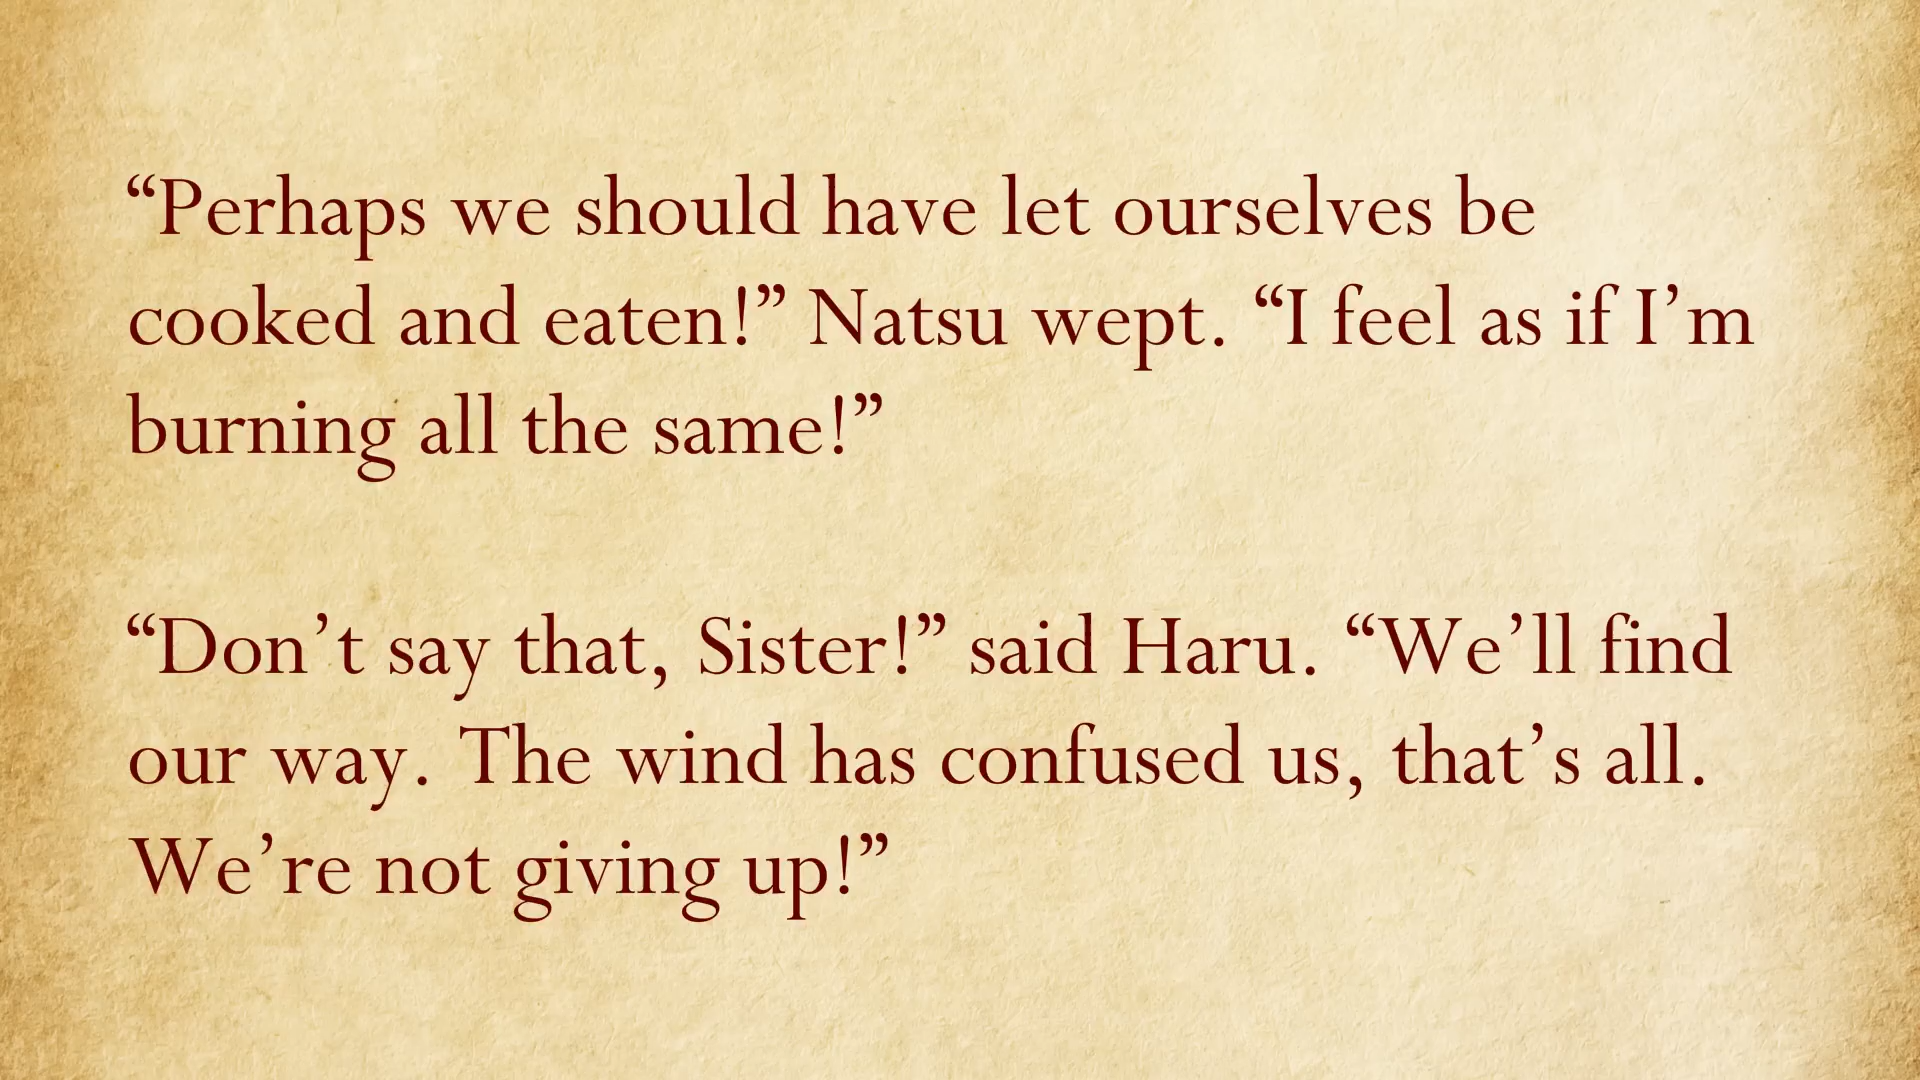 “Perhaps we should have let ourselves be
cooked and eaten!” Natsu wept. “I feel as if I’m
burning all the same!”
“Don’t say that, Sister!” said Haru. “We’ll find
our way. The wind has confused us, that’s all.
We’re not giving up!”